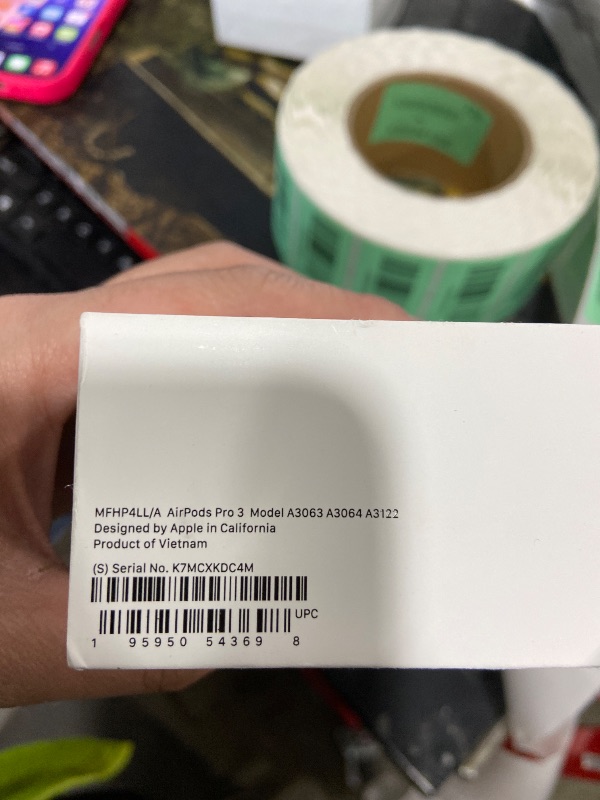 MFHP4LL/A AirPods Pro 3 Model A3063 A3064 A3122
Designed by Apple in California
Product of Vietnam
(S) Serial No. K7MCXKDC4M
UPC
1 95950 54369 8